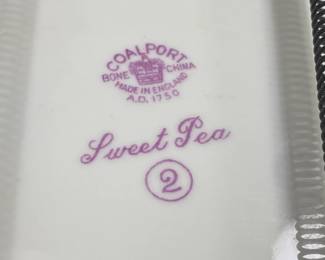 COALPORT
BONE CHINA
MADE IN ENGLAND
A.D. 1750
Sweet Pea
2